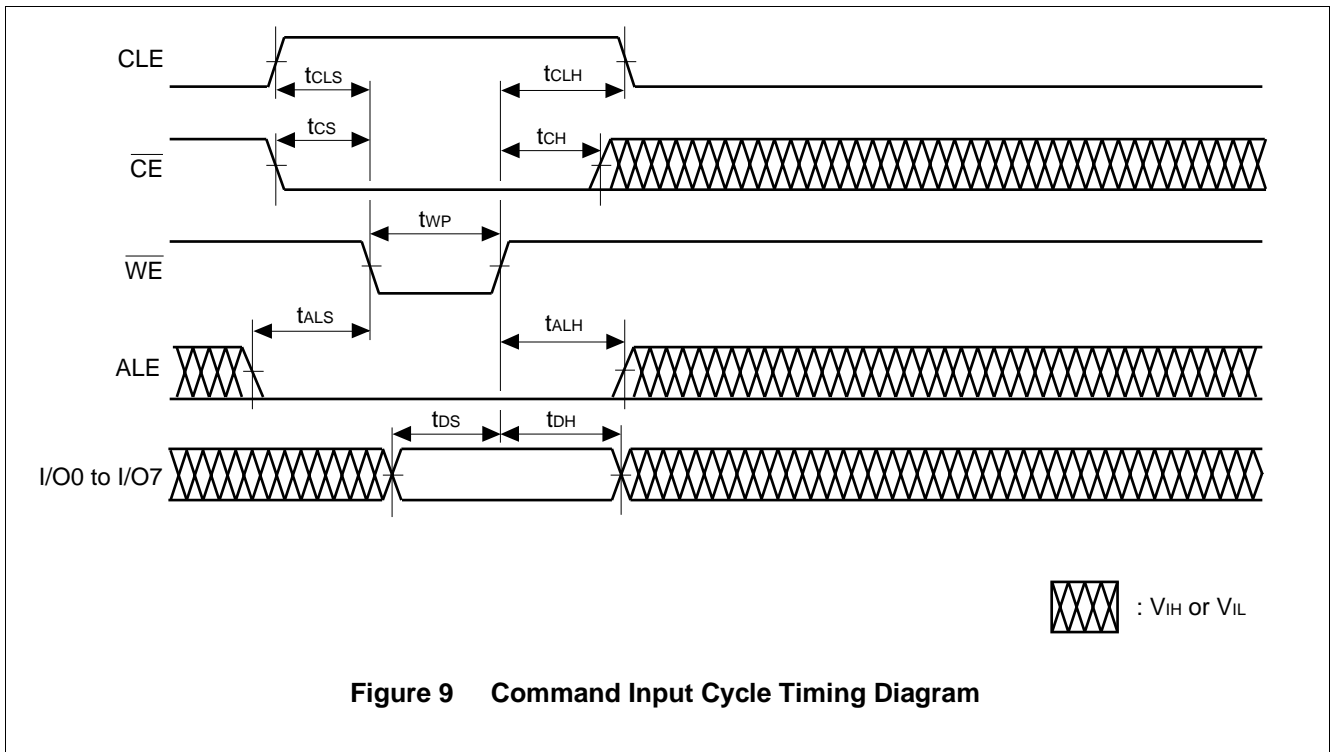 CLE
tCLS
tCLH
CE
tCS
tCH
WE
tWP
tALS
tALH
ALE
tDS
tDH
I/O0 to I/O7
: VIH or VIL
Figure 9 Command Input Cycle Timing Diagram